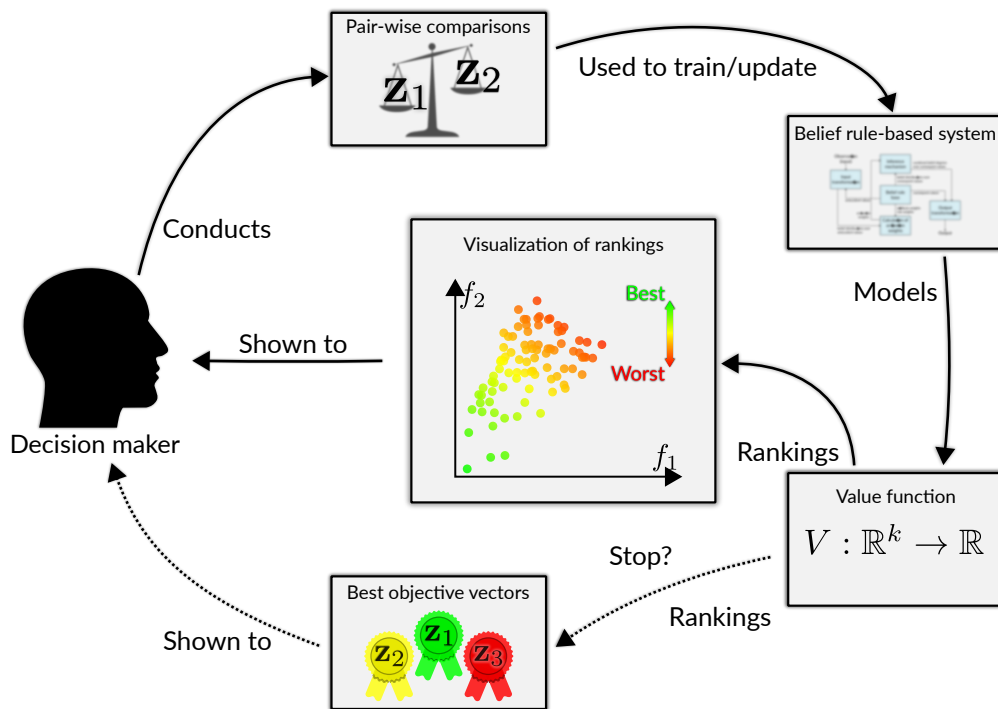 Pair-wise comparisons
z₁
z₂
Used to train/update
Belief rule-based system
Conducts
Models
Visualization of rankings
f₂
Best
Worst
f₁
Shown to
Decision maker
Rankings
Value function
V : ℝᵏ → ℝ
Stop?
Rankings
Best objective vectors
z₂
z₁
z₃
Shown to